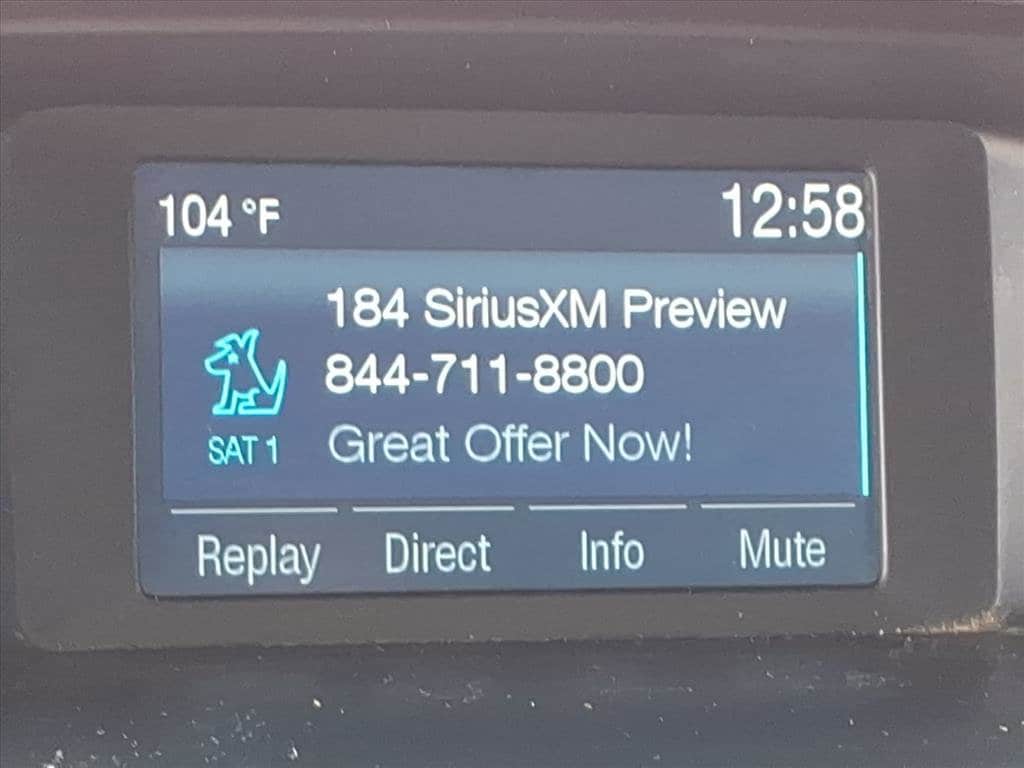 104 °F 12:58
184 SiriusXM Preview
844-711-8800
SAT 1 Great Offer Now!
Replay Direct Info Mute